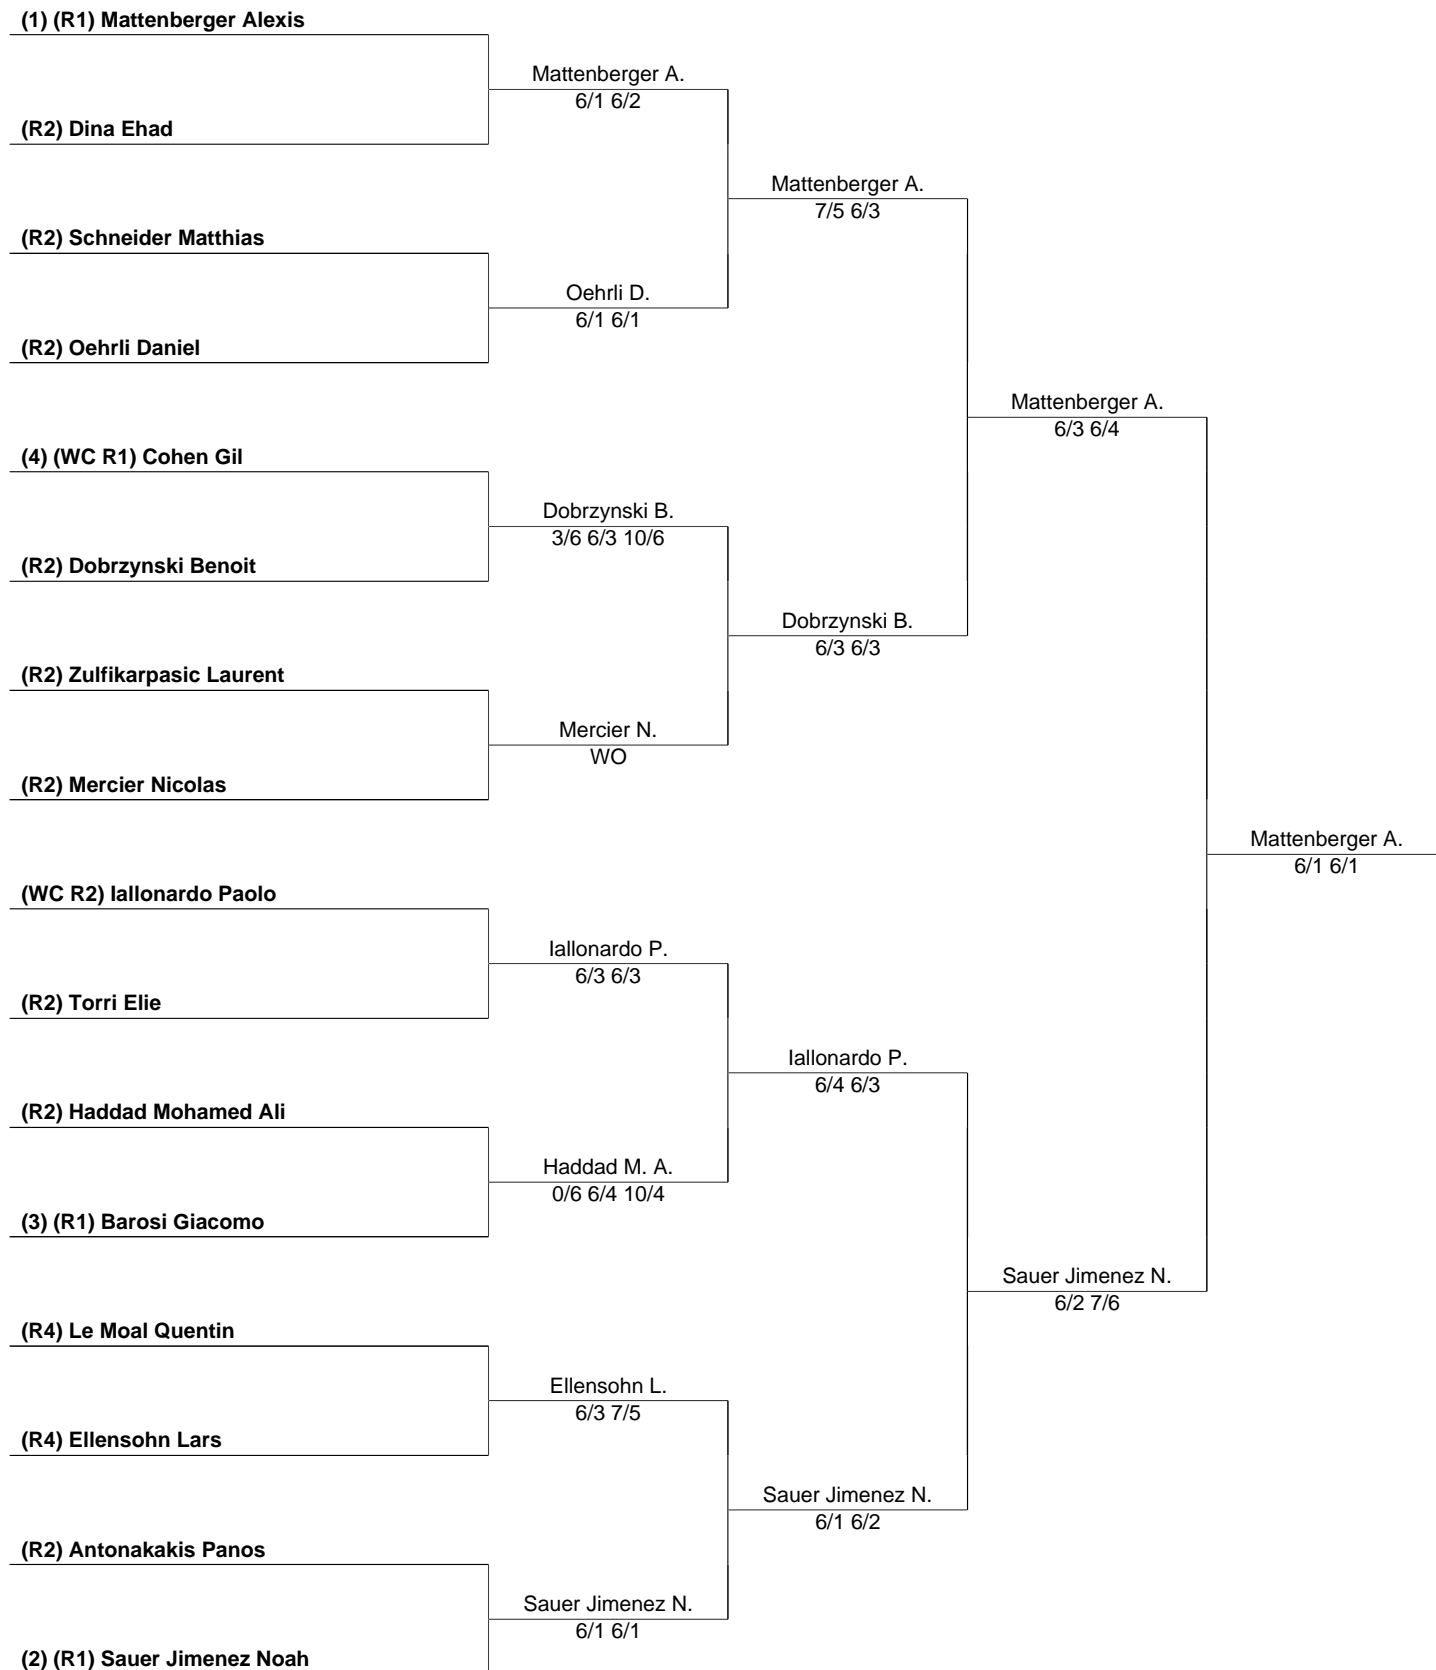 (1) (R1) Mattenberger Alexis
Mattenberger A.
6/1 6/2
(R2) Dina Ehad
Mattenberger A.
7/5 6/3
(R2) Schneider Matthias
Oehrli D.
6/1 6/1
(R2) Oehrli Daniel
Mattenberger A.
6/3 6/4
(4) (WC R1) Cohen Gil
Dobrzynski B.
3/6 6/3 10/6
(R2) Dobrzynski Benoit
Dobrzynski B.
6/3 6/3
(R2) Zulfikarpasic Laurent
Mercier N.
WO
(R2) Mercier Nicolas
Mattenberger A.
6/1 6/1
(WC R2) Iallonardo Paolo
Iallonardo P.
6/3 6/3
(R2) Torri Elie
Iallonardo P.
6/4 6/3
(R2) Haddad Mohamed Ali
Haddad M. A.
0/6 6/4 10/4
(3) (R1) Barosi Giacomo
Sauer Jimenez N.
6/2 7/6
(R4) Le Moal Quentin
Ellensohn L.
6/3 7/5
(R4) Ellensohn Lars
Sauer Jimenez N.
6/1 6/2
(R2) Antonakakis Panos
Sauer Jimenez N.
6/1 6/1
(2) (R1) Sauer Jimenez Noah